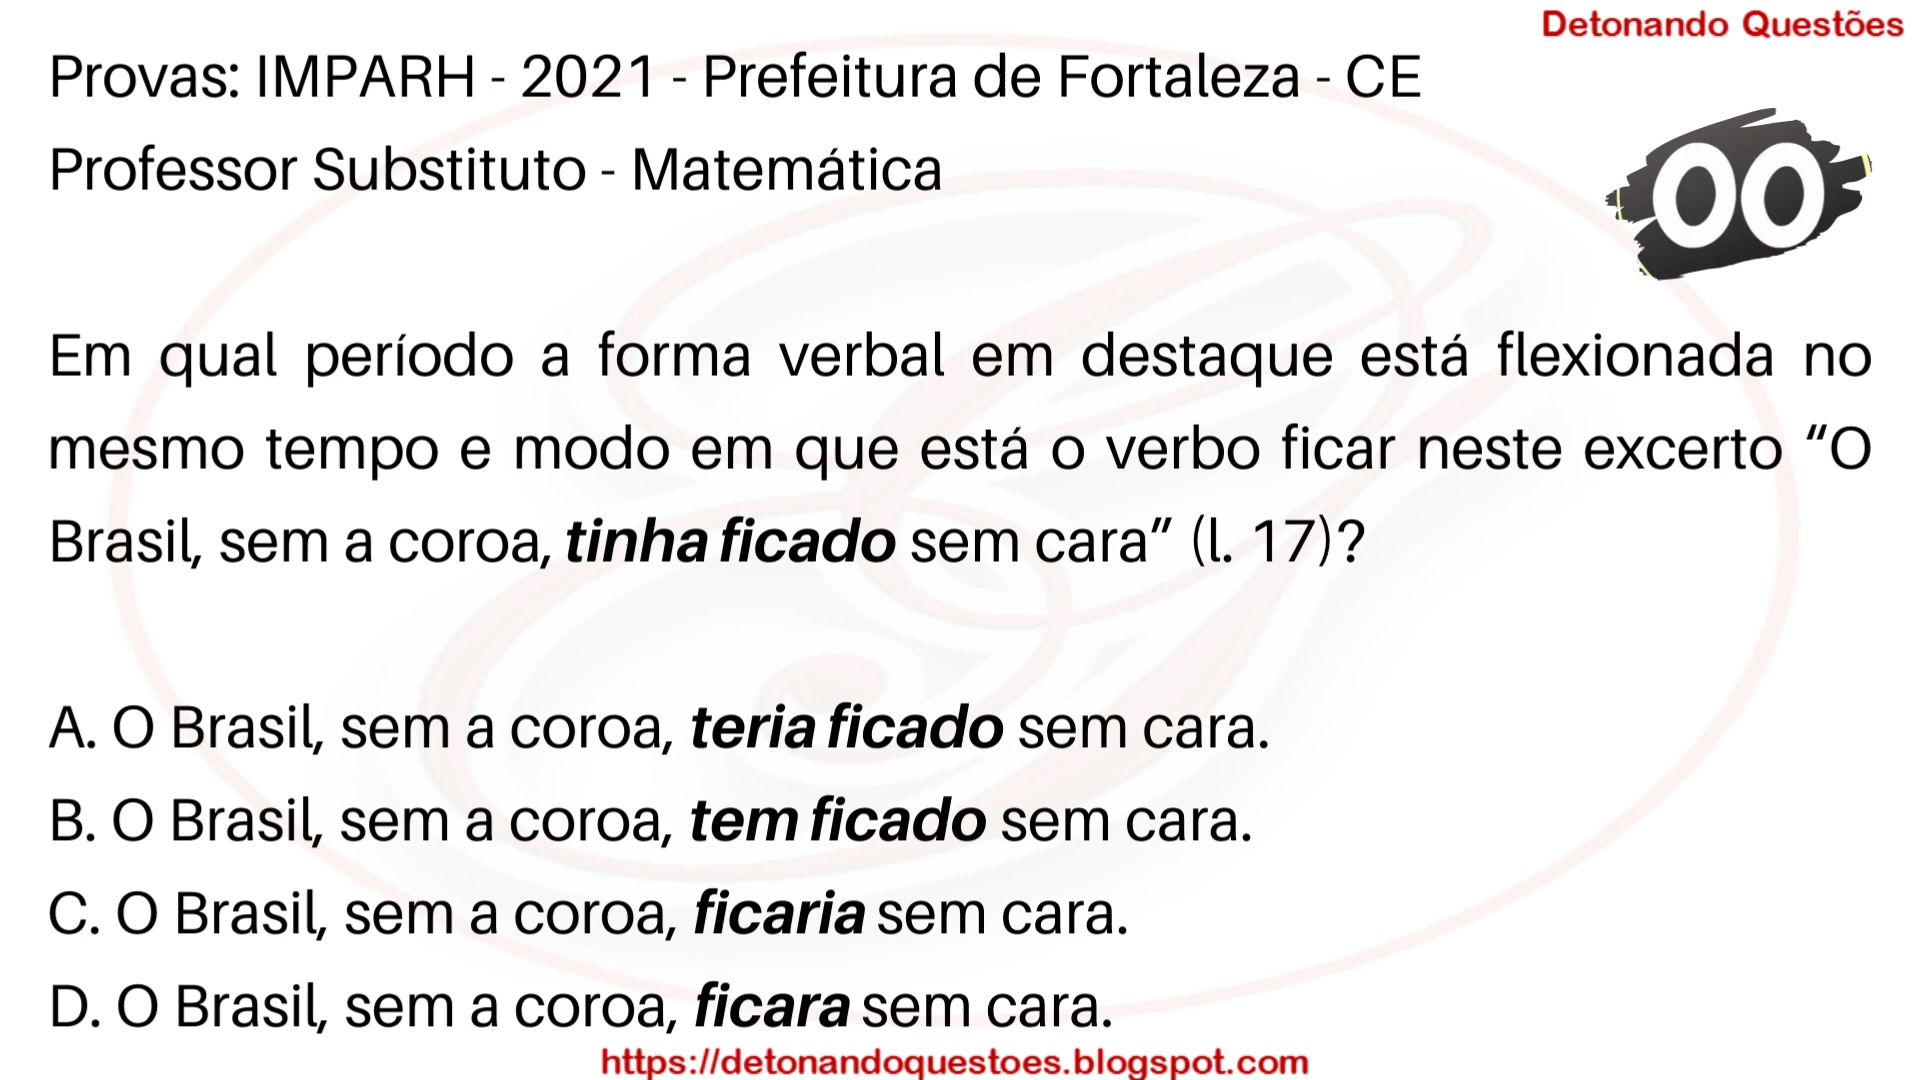 Detonando Questões
Provas: IMPARH - 2021 - Prefeitura de Fortaleza - CE
Professor Substituto - Matemática
00
Em qual período a forma verbal em destaque está flexionada no
mesmo tempo e modo em que está o verbo ficar neste excerto “O
Brasil, sem a coroa, tinha ficado sem cara” (l. 17)?
A. O Brasil, sem a coroa, teria ficado sem cara.
B. O Brasil, sem a coroa, tem ficado sem cara.
C. O Brasil, sem a coroa, ficaria sem cara.
D. O Brasil, sem a coroa, ficara sem cara.
https://detonandoquestoes.blogspot.com